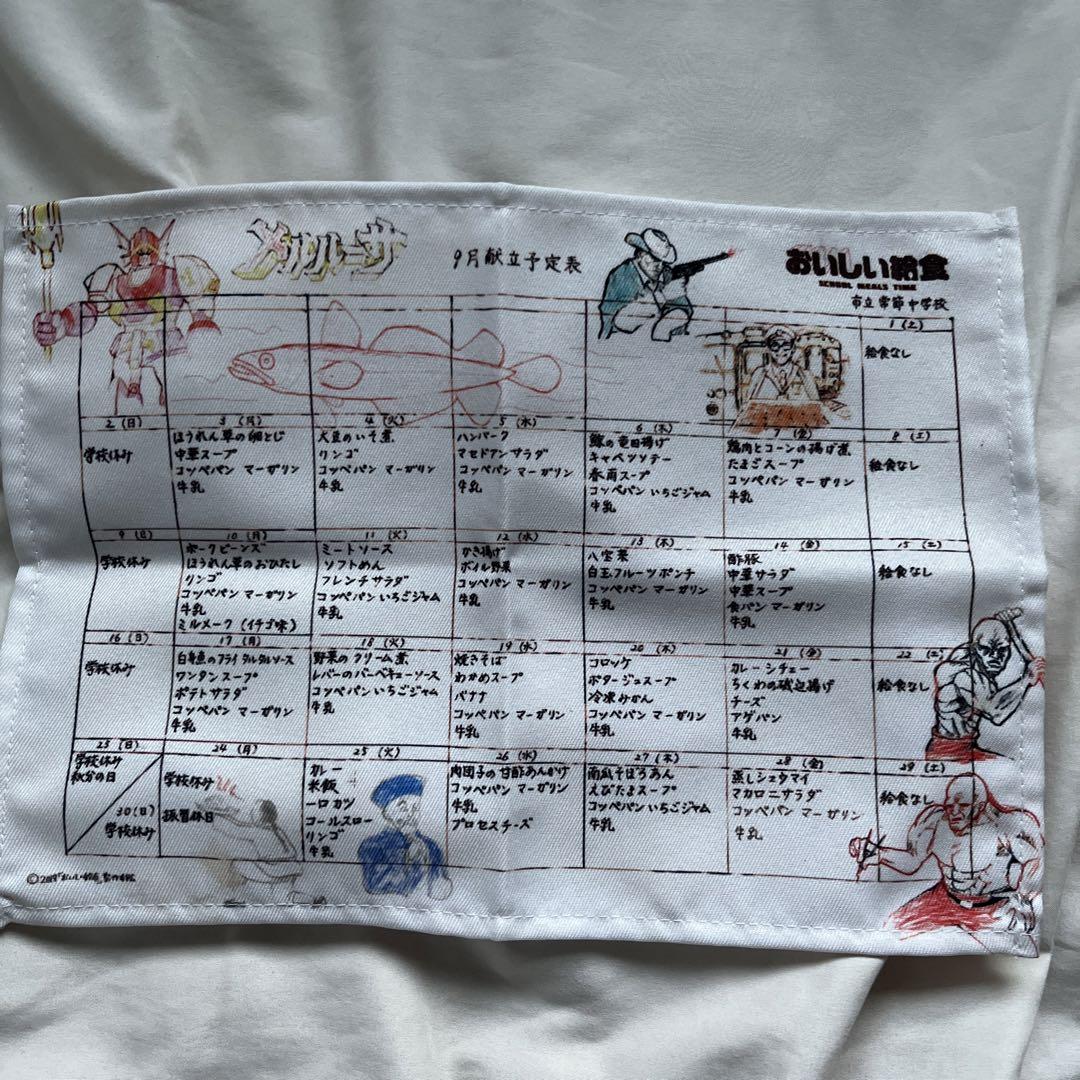 メルルーサ
9月献立予定表
おいしい給食
SCHOOL MEALS TIME
市立常節中学校
1 (土)
給食なし
2 (日)
学校休み
3 (月)
ほうれん草の卵とじ
中華スープ
コッペパン マーガリン
牛乳
4 (火)
大豆のいそ煮
リンゴ
コッペパン マーガリン
牛乳
5 (水)
ハンバーグ
マセドアンサラダ
コッペパン マーガリン
牛乳
6 (木)
鯨の竜田揚げ
キャベツソテー
春雨スープ
コッペパン いちごジャム
牛乳
7 (金)
鶏肉とコーンの揚げ煮
たまごスープ
コッペパン マーガリン
牛乳
8 (土)
給食なし
9 (日)
学校休み
10 (月)
ポークビーンズ
ほうれん草のおひたし
リンゴ
コッペパン マーガリン
牛乳
ミルメーク (イチゴ味)
11 (火)
ミートソース
ソフトめん
フレンチサラダ
コッペパン いちごジャム
牛乳
12 (水)
かき揚げ
ボイル野菜
コッペパン マーガリン
牛乳
13 (木)
八宝菜
白玉フルーツポンチ
コッペパン マーガリン
牛乳
14 (金)
酢豚
中華サラダ
中華スープ
食パン マーガリン
牛乳
15 (土)
給食なし
16 (日)
学校休み
17 (月)
白身魚のフライ タルタルソース
ワンタンスープ
ポテトサラダ
コッペパン マーガリン
牛乳
18 (火)
野菜のクリーム煮
レバーのバーベキューソース
コッペパン いちごジャム
牛乳
19 (水)
焼きそば
わかめスープ
バナナ
コッペパン マーガリン
牛乳
20 (木)
コロッケ
ポタージュスープ
冷凍みかん
コッペパン マーガリン
牛乳
21 (金)
カレーシチュー
ちくわの磯辺揚げ
チーズ
アゲパン
牛乳
22 (土)
給食なし
23 (日)
学校休み
秋分の日
30 (日)
学校休み
24 (月)
学校休み
振替休日
25 (火)
カレー
米飯
一口カツ
コールスロー
リンゴ
牛乳
26 (水)
肉団子の甘酢あんかけ
コッペパン マーガリン
牛乳
プロセスチーズ
27 (木)
南瓜そぼろあん
えびたまスープ
コッペパン いちごジャム
牛乳
28 (金)
蒸しシュウマイ
マカロニサラダ
コッペパン マーガリン
牛乳
29 (土)
給食なし
©2019「おいしい給食」製作委員会